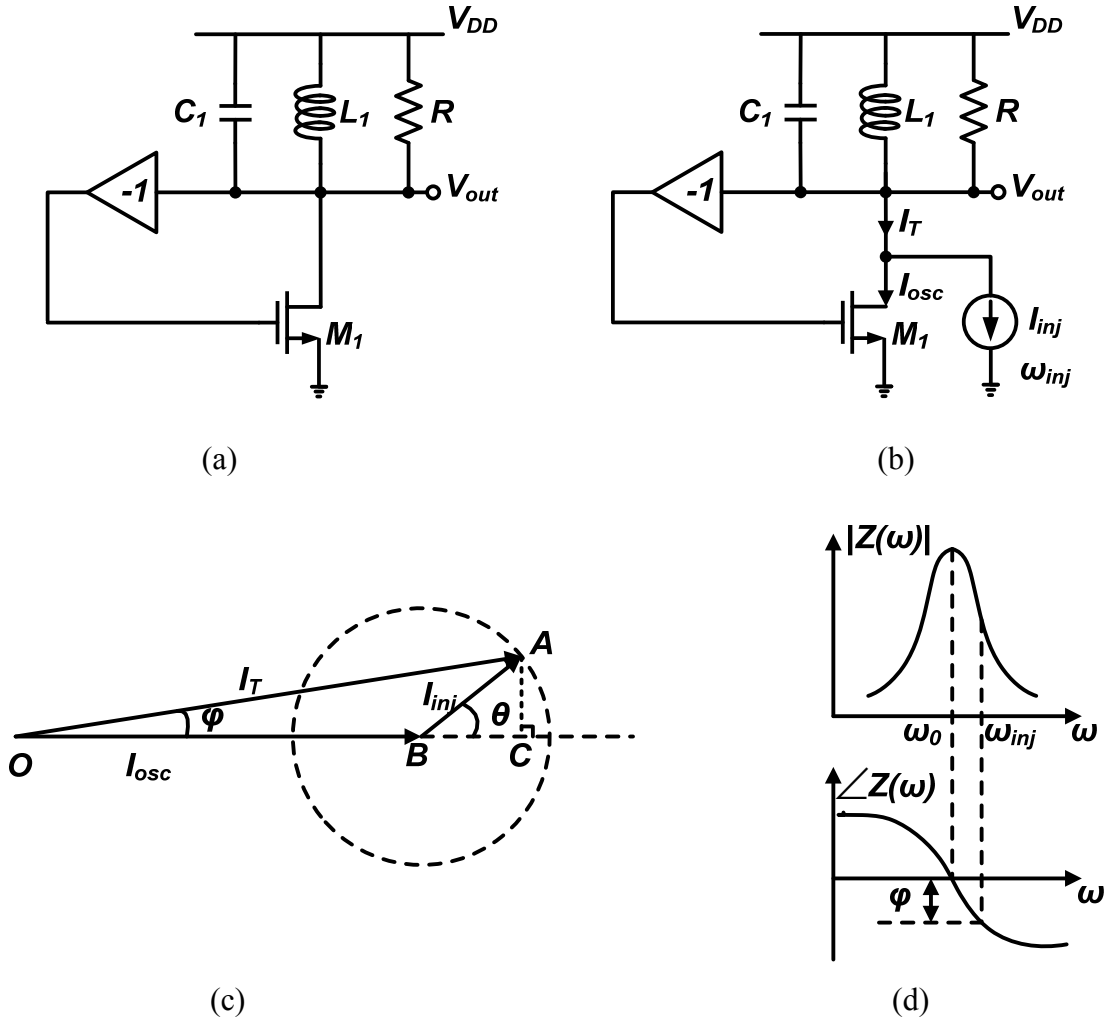 V_DD
C_1
L_1
R
-1
V_out
M_1
(a)
V_DD
C_1
L_1
R
-1
V_out
I_T
I_osc
M_1
I_inj
ω_inj
(b)
A
I_T
I_inj
φ
θ
O
I_osc
B
C
(c)
|Z(ω)|
ω_0
ω_inj
ω
∠Z(ω)
φ
ω
(d)